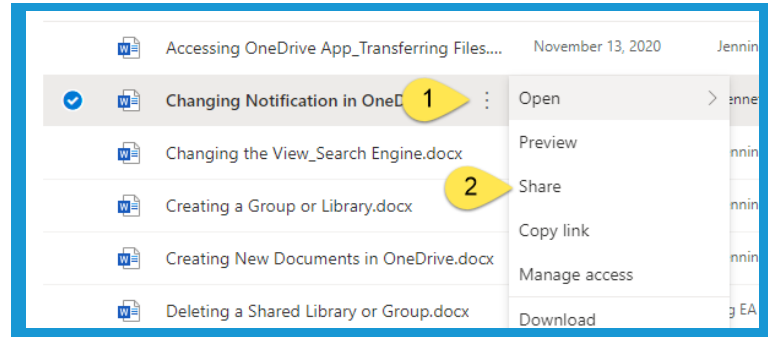 Accessing OneDrive App_Transferring Files.... November 13, 2020 Jennin
Changing Notification in OneD 1 Open
Preview
Changing the View_Search Engine.docx
2 Share
Creating a Group or Library.docx
Copy link
Creating New Documents in OneDrive.docx
Manage access
Deleting a Shared Library or Group.docx
Download
g EA